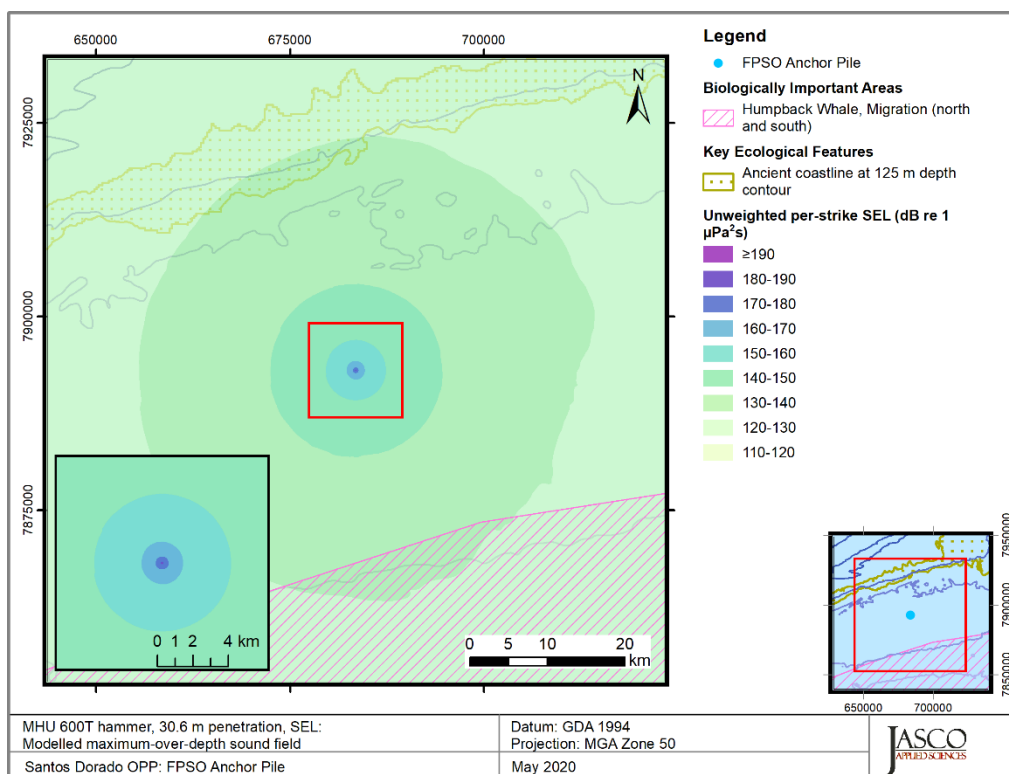 650000 675000 700000
N
7925000
7900000
7875000
0 1 2 4 km
0 5 10 20
km
Legend
FPSO Anchor Pile
Biologically Important Areas
Humpback Whale, Migration (north
and south)
Key Ecological Features
Ancient coastline at 125 m depth
contour
Unweighted per-strike SEL (dB re 1
µPa²s)
≥190
180-190
170-180
160-170
150-160
140-150
130-140
120-130
110-120
7950000
7900000
7850000
650000 700000
MHU 600T hammer, 30.6 m penetration, SEL:
Modelled maximum-over-depth sound field
Santos Dorado OPP: FPSO Anchor Pile
Datum: GDA 1994
Projection: MGA Zone 50
May 2020
JASCO
APPLIED SCIENCES